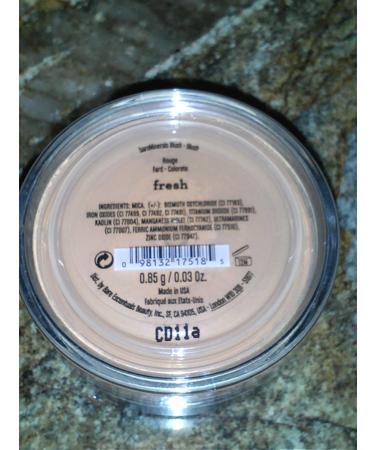 bareMinerals Blush - Blush
Rouge
Fard - Colorete
fresh
INGREDIENTS: MICA. (+/-): BISMUTH OXYCHLORIDE (CI 77163),
IRON OXIDES (CI 77499, CI 77492, CI 77491), TITANIUM DIOXIDE (CI 77891),
KAOLIN (CI 77004), MANGANESE VIOLET (CI 77742), ULTRAMARINES
(CI 77007), FERRIC AMMONIUM FERROCYANIDE (CI 77510),
ZINC OXIDE (CI 77947).
0 98132 17518 5
12M
0.85 g / 0.03 Oz.
Made in USA
Fabriqué aux Etats-Unis
Dist. by Bare Escentuals Beauty, Inc., SF, CA 94105, USA - London W1D
CD11a